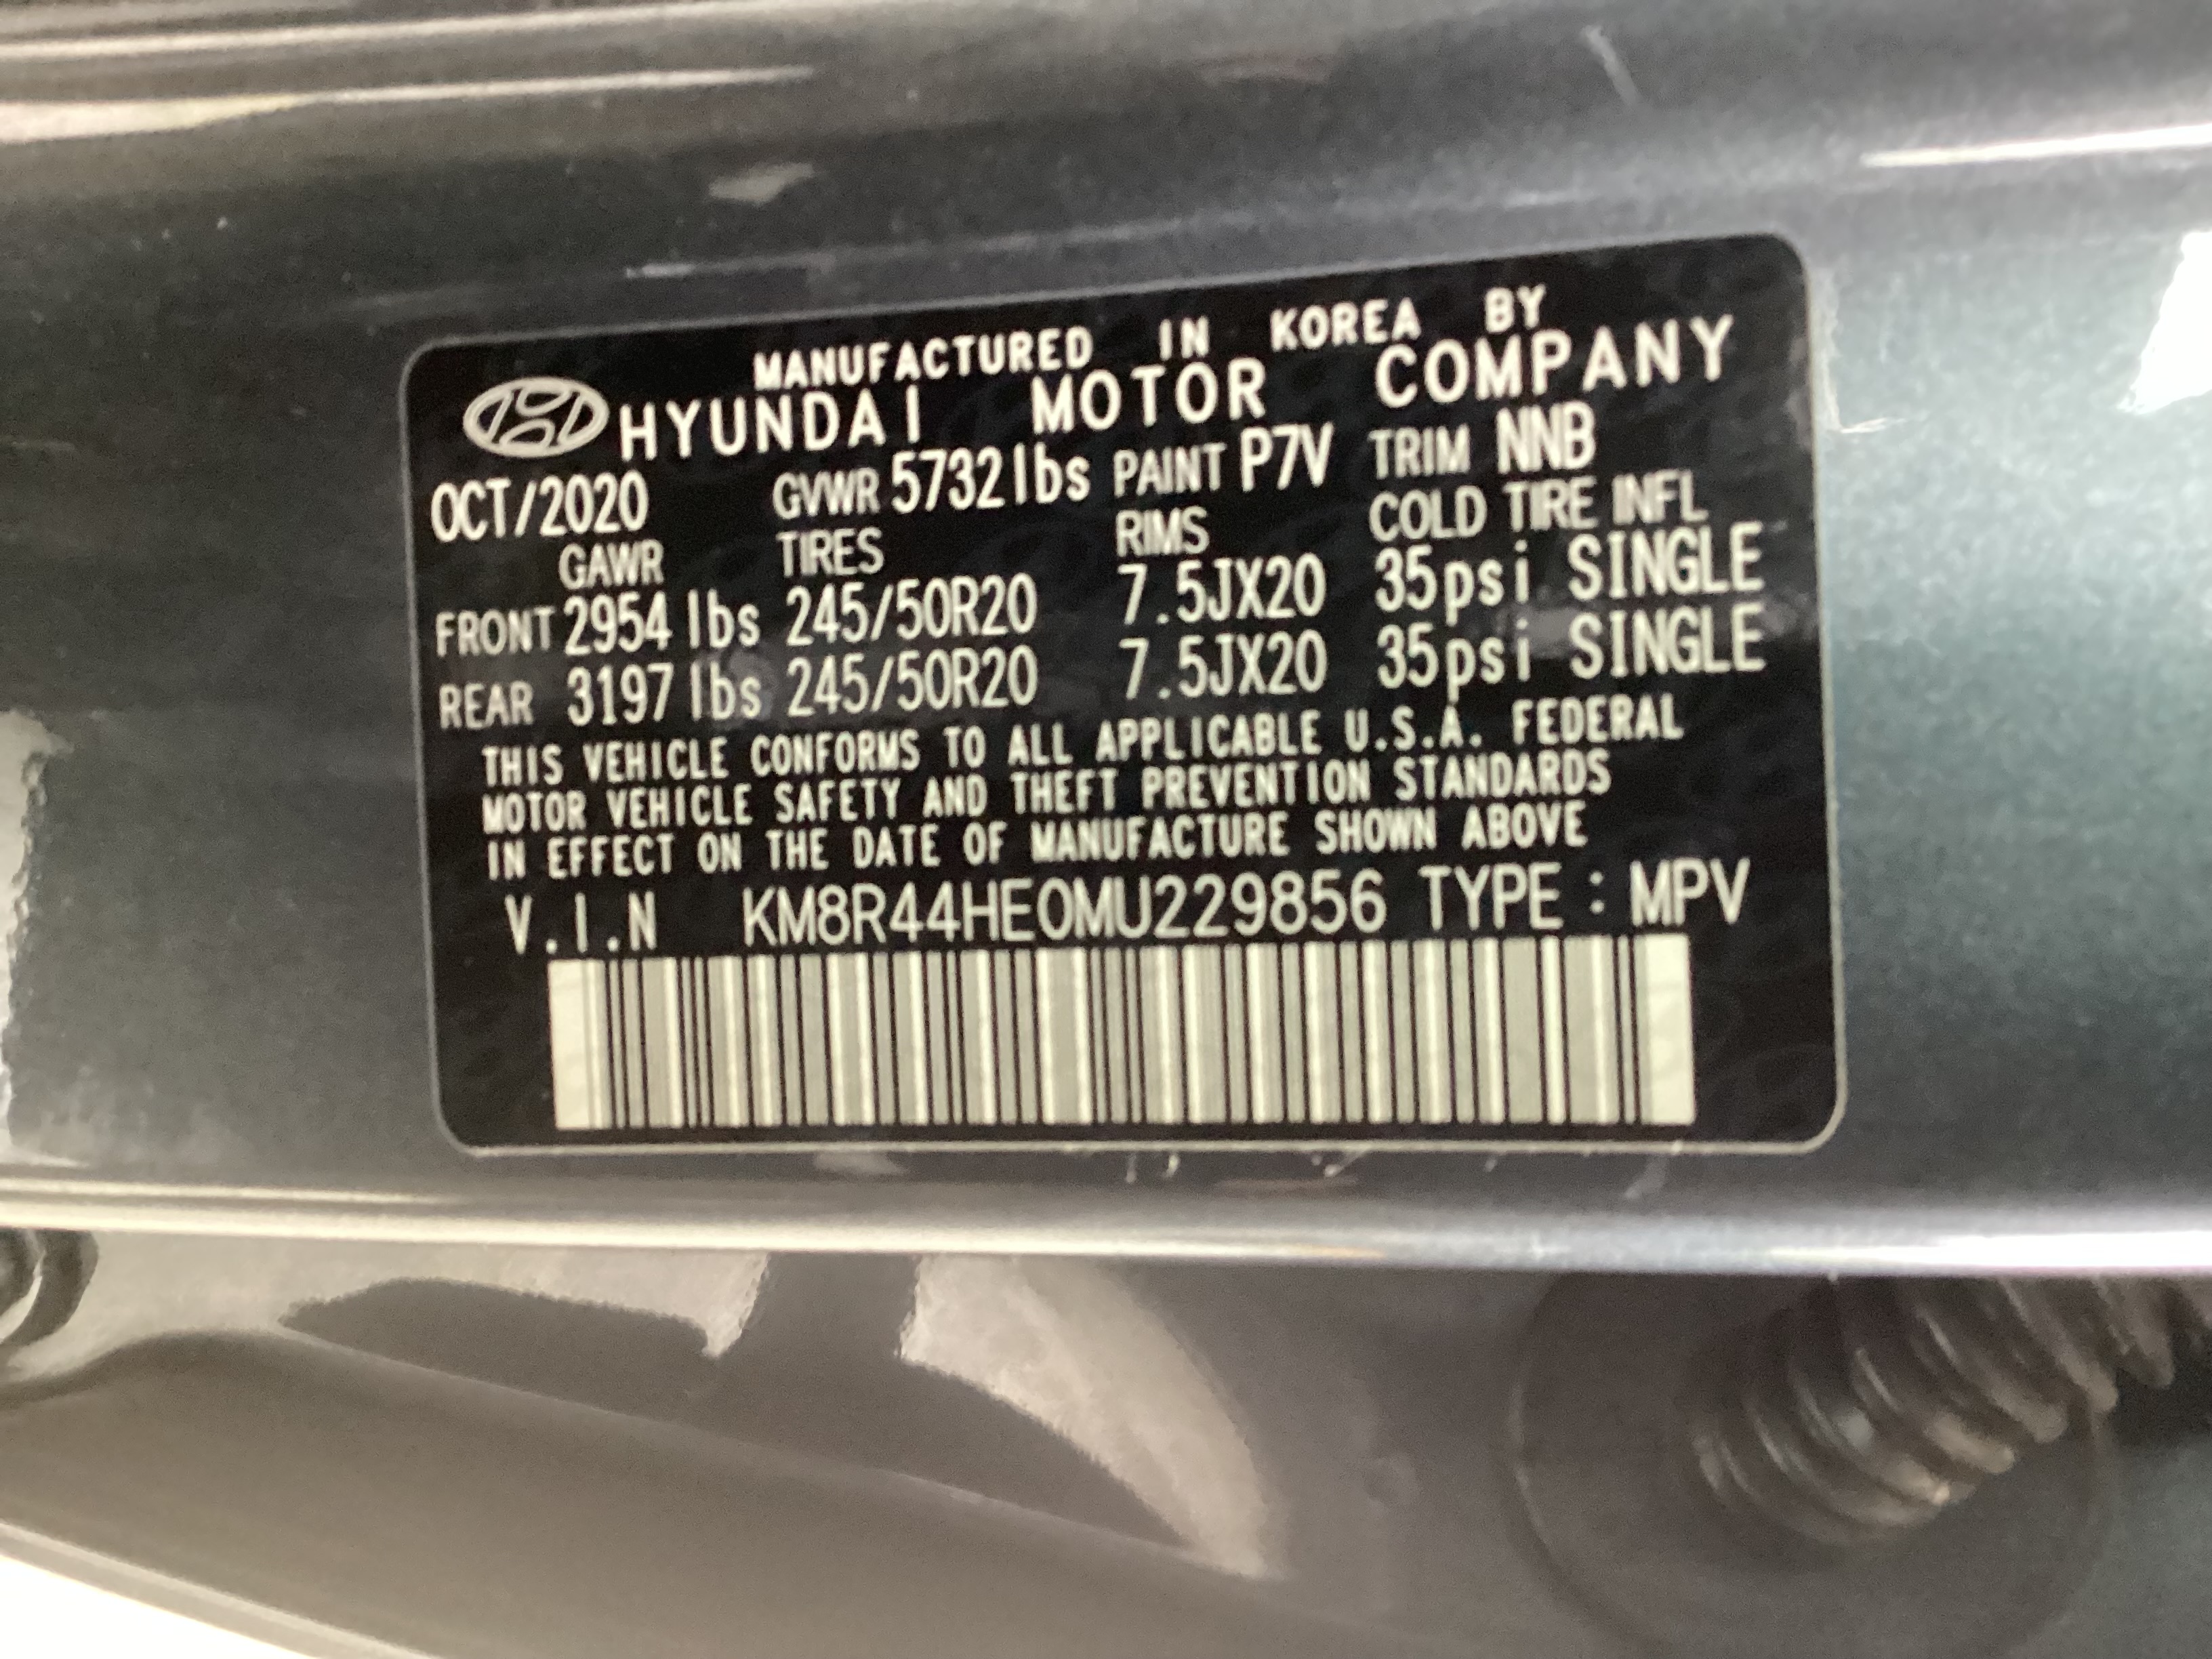 MANUFACTURED IN KOREA BY
HYUNDAI MOTOR COMPANY
OCT/2020 GVWR 5732lbs PAINT P7V TRIM NNB
GAWR TIRES RIMS COLD TIRE INFL
FRONT 2954 lbs 245/50R20 7.5JX20 35psi SINGLE
REAR 3197 lbs 245/50R20 7.5JX20 35psi SINGLE
THIS VEHICLE CONFORMS TO ALL APPLICABLE U.S.A. FEDERAL
MOTOR VEHICLE SAFETY AND THEFT PREVENTION STANDARDS
IN EFFECT ON THE DATE OF MANUFACTURE SHOWN ABOVE
V.I.N KM8R44HE0MU229856 TYPE : MPV